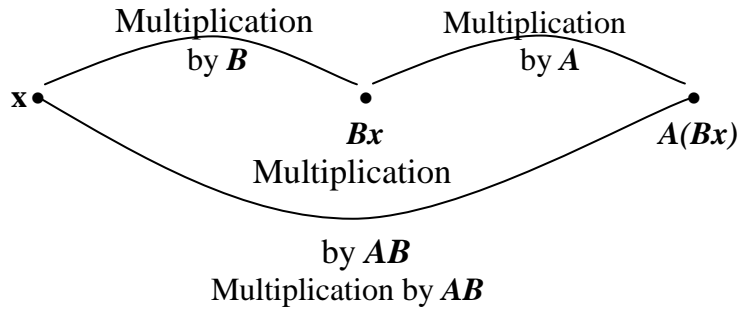 Multiplication
by B
Multiplication
by A
x
Bx
A(Bx)
Multiplication
by AB
Multiplication by AB